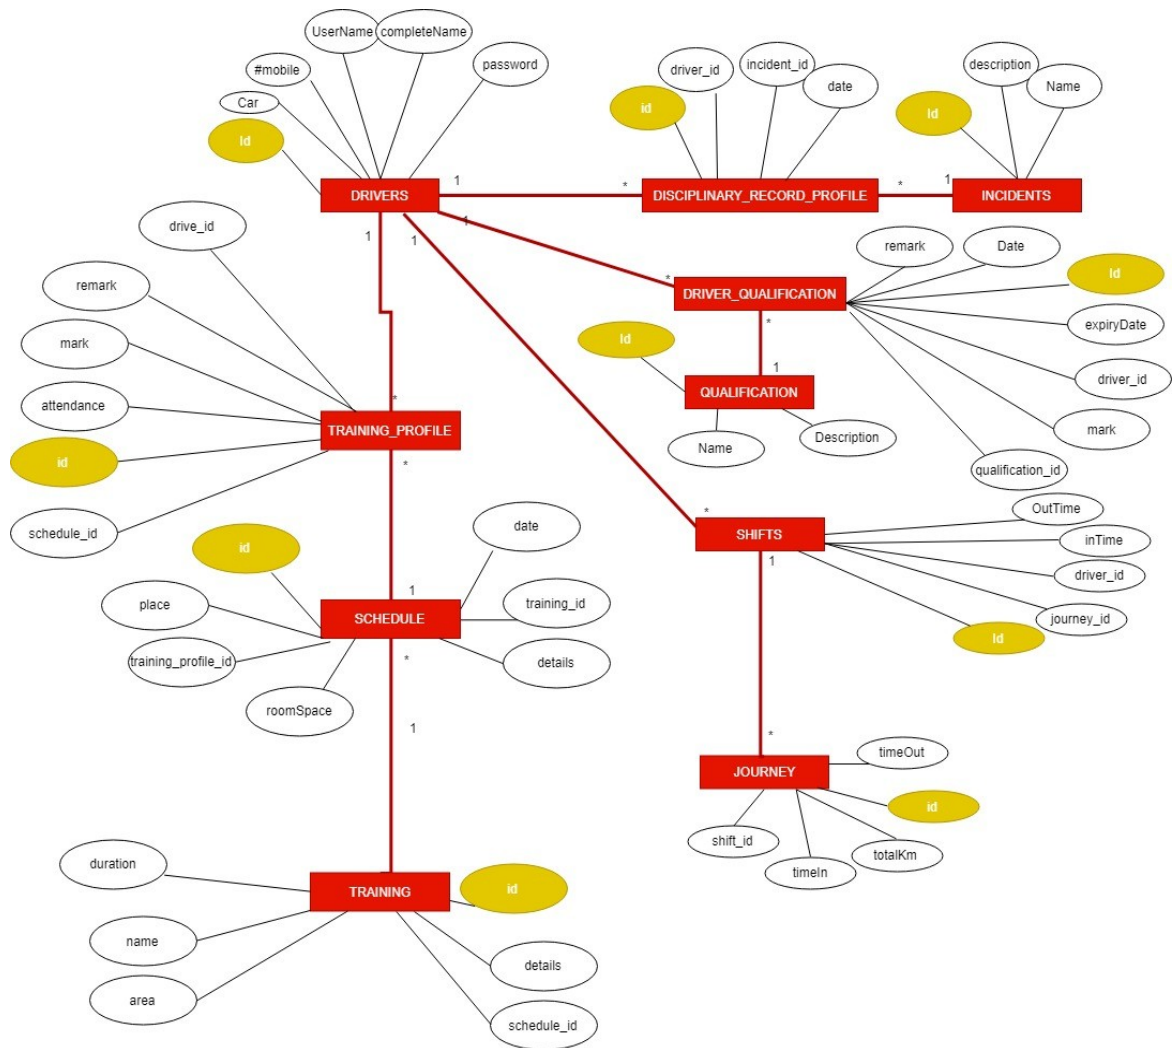 UserName
completeName
#mobile
password
Car
Id
DRIVERS
driver_id
incident_id
date
id
DISCIPLINARY_RECORD_PROFILE
description
Name
Id
INCIDENTS
1
*
*
1
1
1
1
*
drive_id
remark
mark
attendance
id
schedule_id
*
TRAINING_PROFILE
*
remark
Date
Id
expiryDate
driver_id
mark
qualification_id
DRIVER_QUALIFICATION
*
1
Id
QUALIFICATION
Name
Description
*
SHIFTS
OutTime
inTime
driver_id
journey_id
Id
1
*
id
date
place
training_id
training_profile_id
details
roomSpace
1
SCHEDULE
*
1
JOURNEY
timeOut
id
shift_id
totalKm
timeIn
duration
TRAINING
id
name
area
details
schedule_id